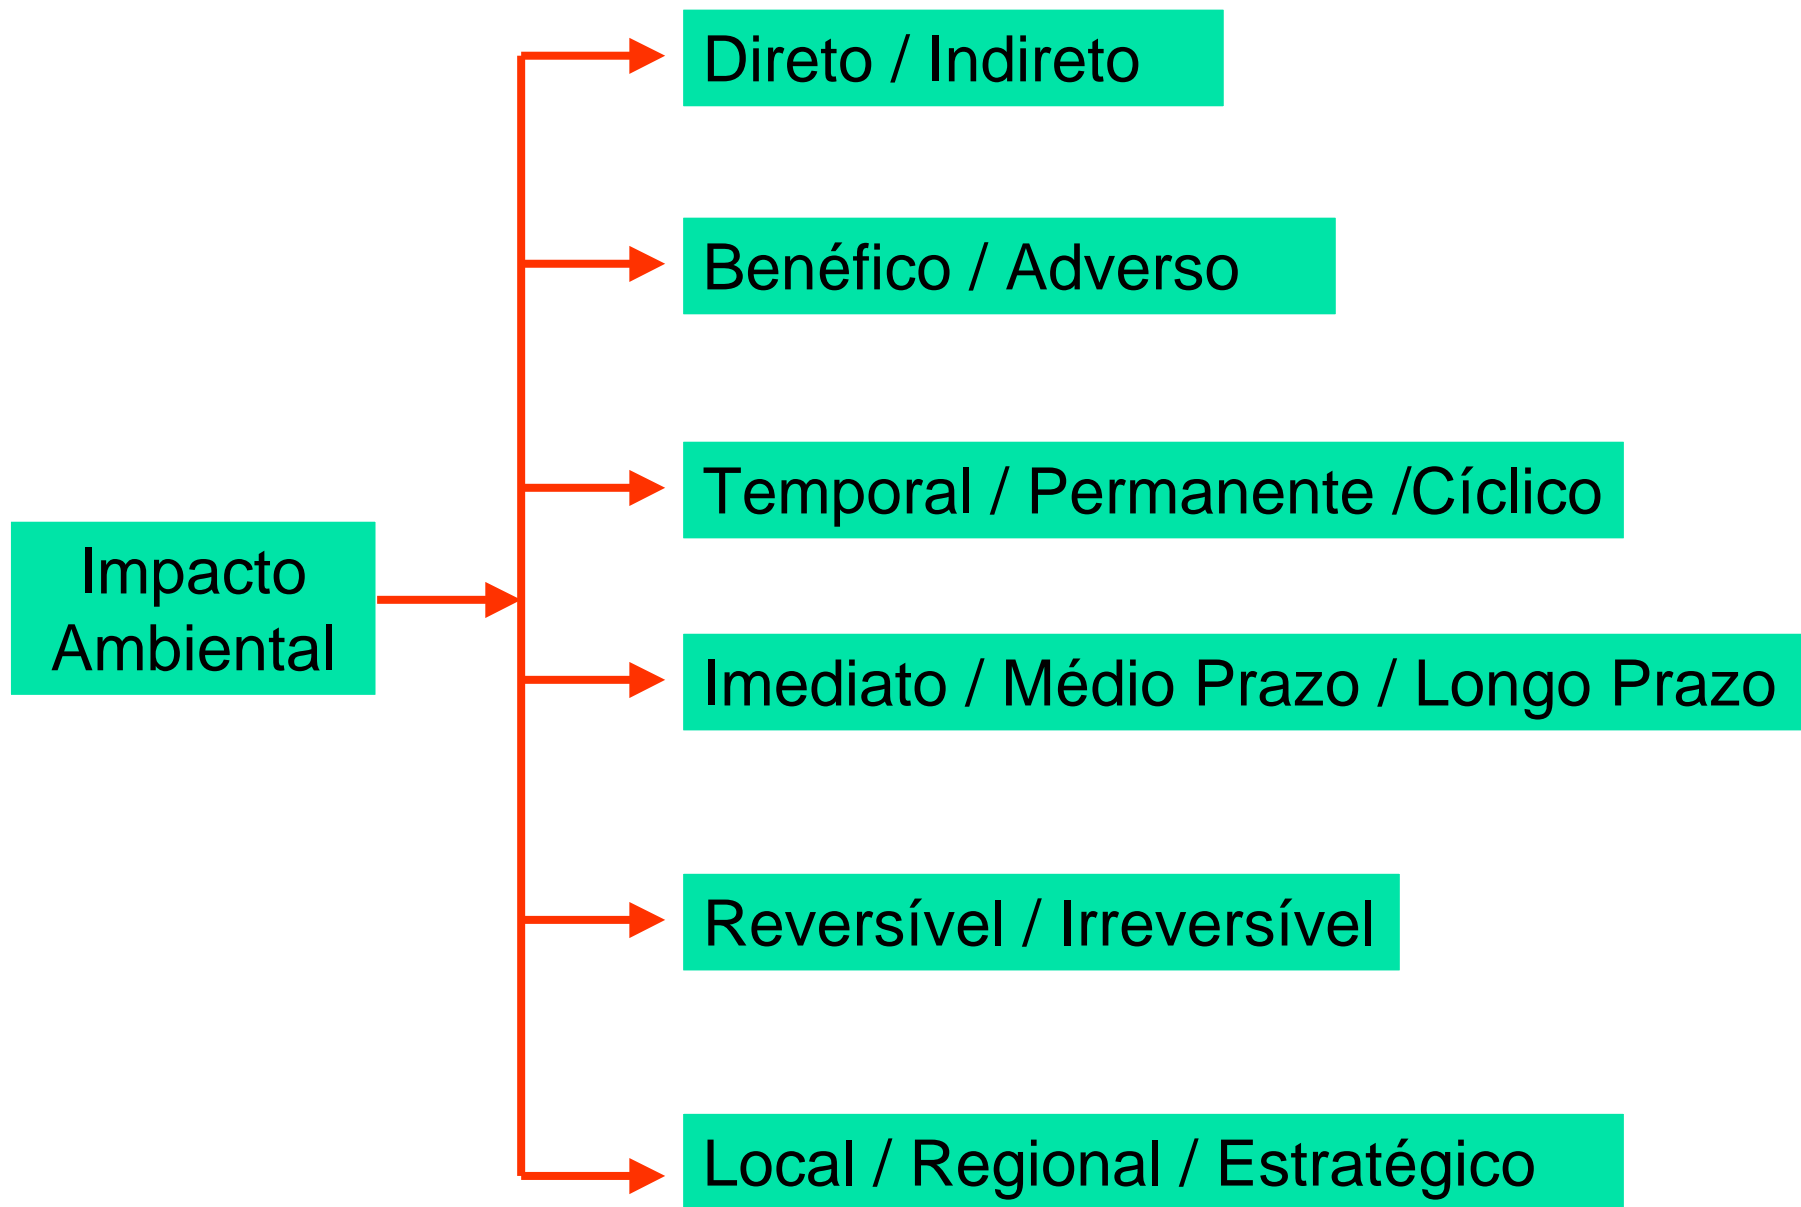 Direto / Indireto
Benéfico / Adverso
Temporal / Permanente /Cíclico
Impacto
Ambiental
Imediato / Médio Prazo / Longo Prazo
Reversível / Irreversível
Local / Regional / Estratégico